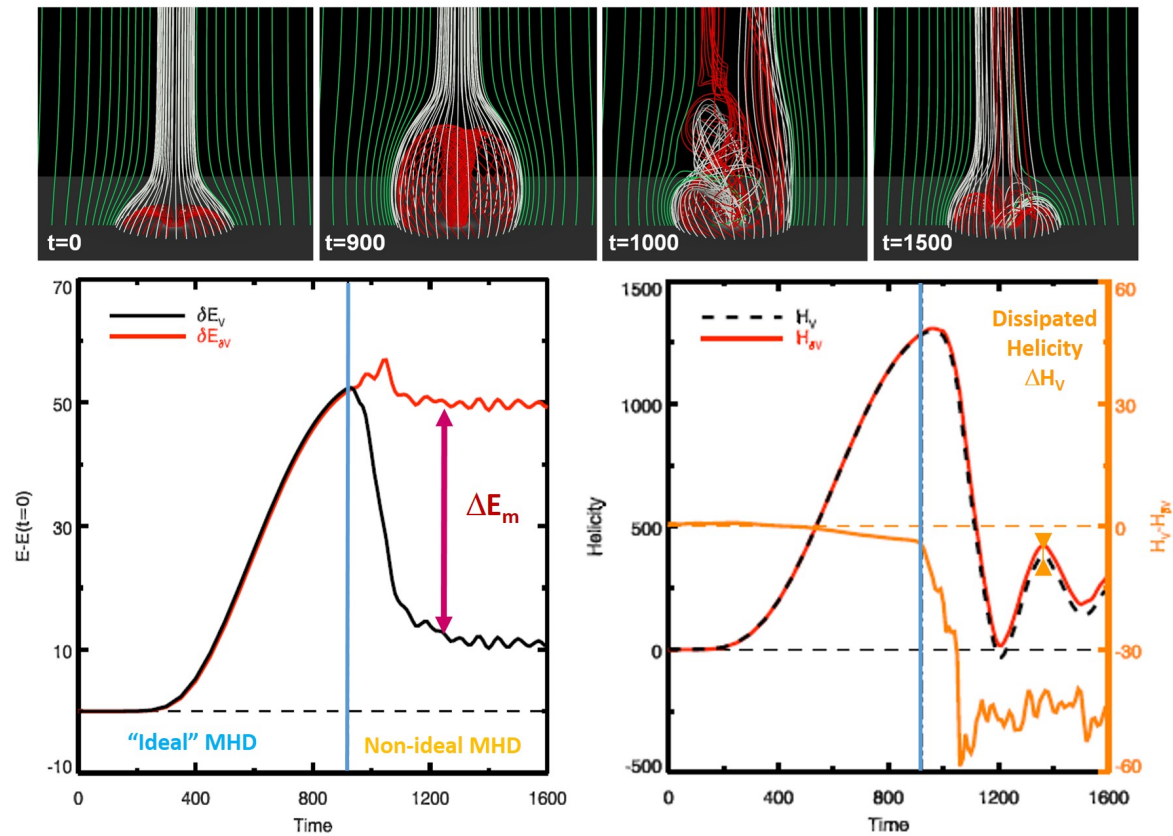 t=0
t=900
t=1000
t=1500
70
50
30
10
-10
E-E(t=0)
δE_V
δE_∂V
ΔE_m
“Ideal” MHD
Non-ideal MHD
0
400
800
1200
1600
Time
1500
1000
500
0
-500
Helicity
H_V
H_∂V
Dissipated
Helicity
ΔH_V
60
30
0
-30
-60
H_V-H_∂V
0
400
800
1200
1600
Time